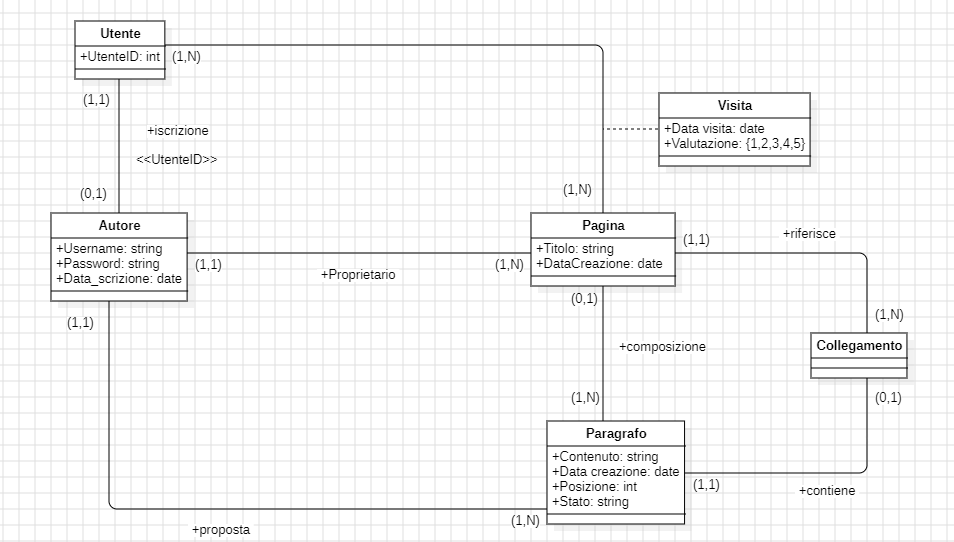 Utente
+UtenteID: int
(1,N)
(1,1)
+iscrizione
<<UtenteID>>
(0,1)
Visita
+Data visita: date
+Valutazione: {1,2,3,4,5}
(1,N)
Autore
+Username: string
+Password: string
+Data_scrizione: date
(1,1)
+Proprietario
(1,N)
Pagina
+Titolo: string
+DataCreazione: date
(1,1)
+riferisce
(1,N)
(0,1)
+composizione
(1,N)
Collegamento
(0,1)
(1,1)
Paragrafo
+Contenuto: string
+Data creazione: date
+Posizione: int
+Stato: string
(1,1)
+contiene
(1,N)
+proposta